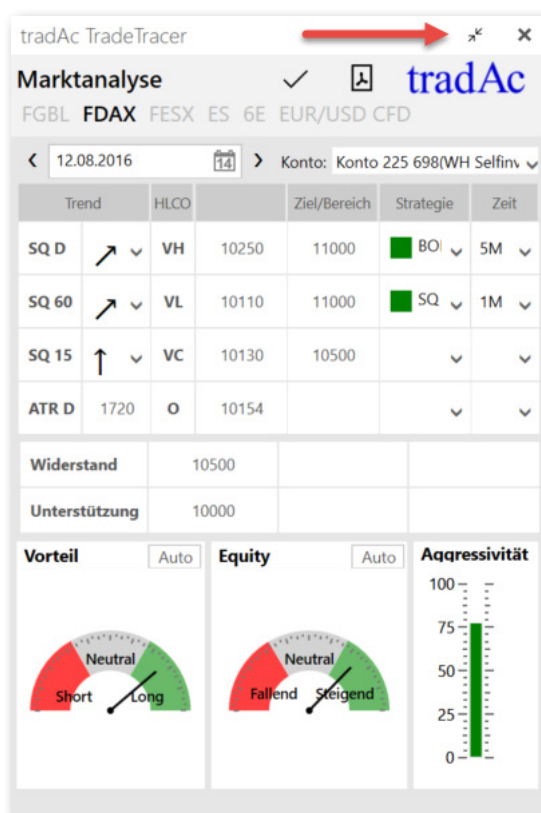 tradAc TradeTracer
Marktanalyse
tradAc
FGBL FDAX FESX ES 6E EUR/USD CFD
12.08.2016 14 Konto: Konto 225 698(WH Selfinv
Trend HLCO Ziel/Bereich Strategie Zeit
SQ D VH 10250 11000 BOI 5M
SQ 60 VL 10110 11000 SQ 1M
SQ 15 VC 10130 10500
ATR D 1720 O 10154
Widerstand 10500
Unterstützung 10000
Vorteil Auto Equity Auto Aggressivität
100
75
Neutral Neutral
50
Short Long Fallend Steigend
25
0